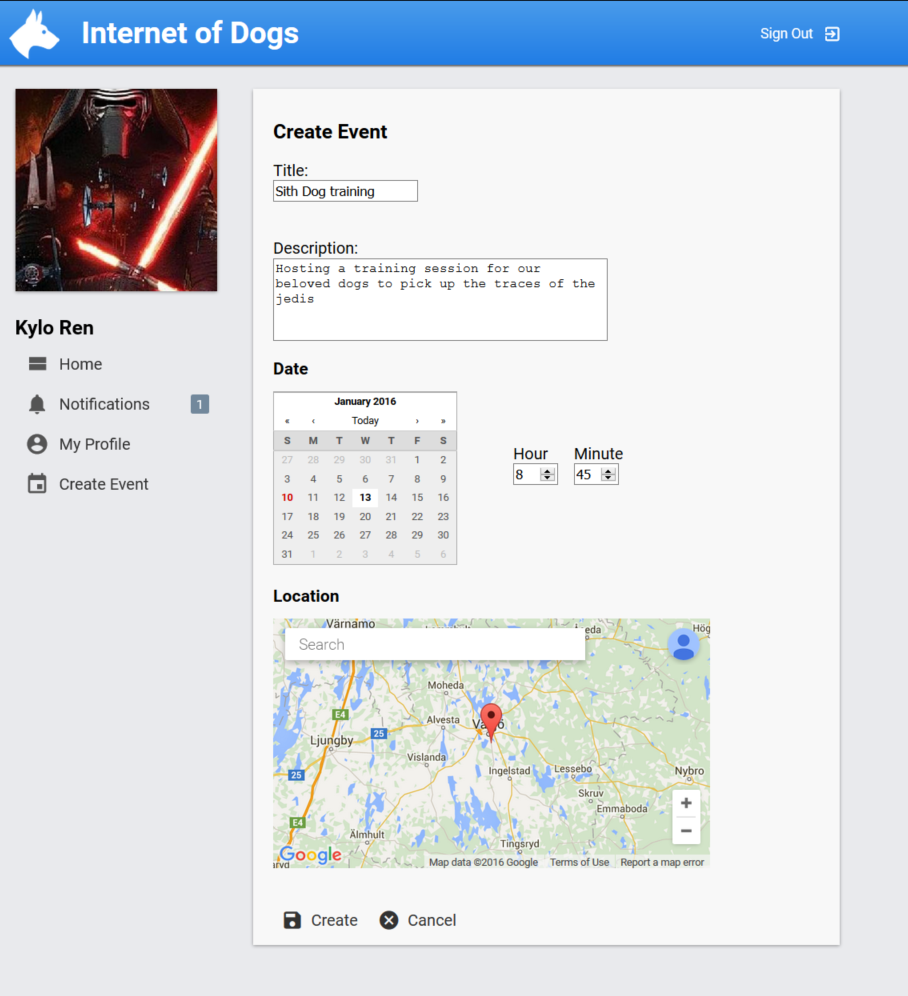 Internet of Dogs
Sign Out
Kylo Ren
Home
Notifications 1
My Profile
Create Event
Create Event
Title:
Sith Dog training
Description:
Hosting a training session for our
beloved dogs to pick up the traces of the
jedis
Date
January 2016
« ‹ Today › »
S M T W T F S
27 28 29 30 31 1 2
3 4 5 6 7 8 9
10 11 12 13 14 15 16
17 18 19 20 21 22 23
24 25 26 27 28 29 30
31 1 2 3 4 5 6
Hour Minute
8 45
Location
Värnamo
Search
Moheda
E4
Alvesta
25
Ljungby
Vislanda
25
Ingelstad
Lessebo
Nybro
Skruv
+
Emmaboda
E4
−
Älmhult
Tingsryd
Google
Map data ©2016 Google Terms of Use Report a map error
Create Cancel